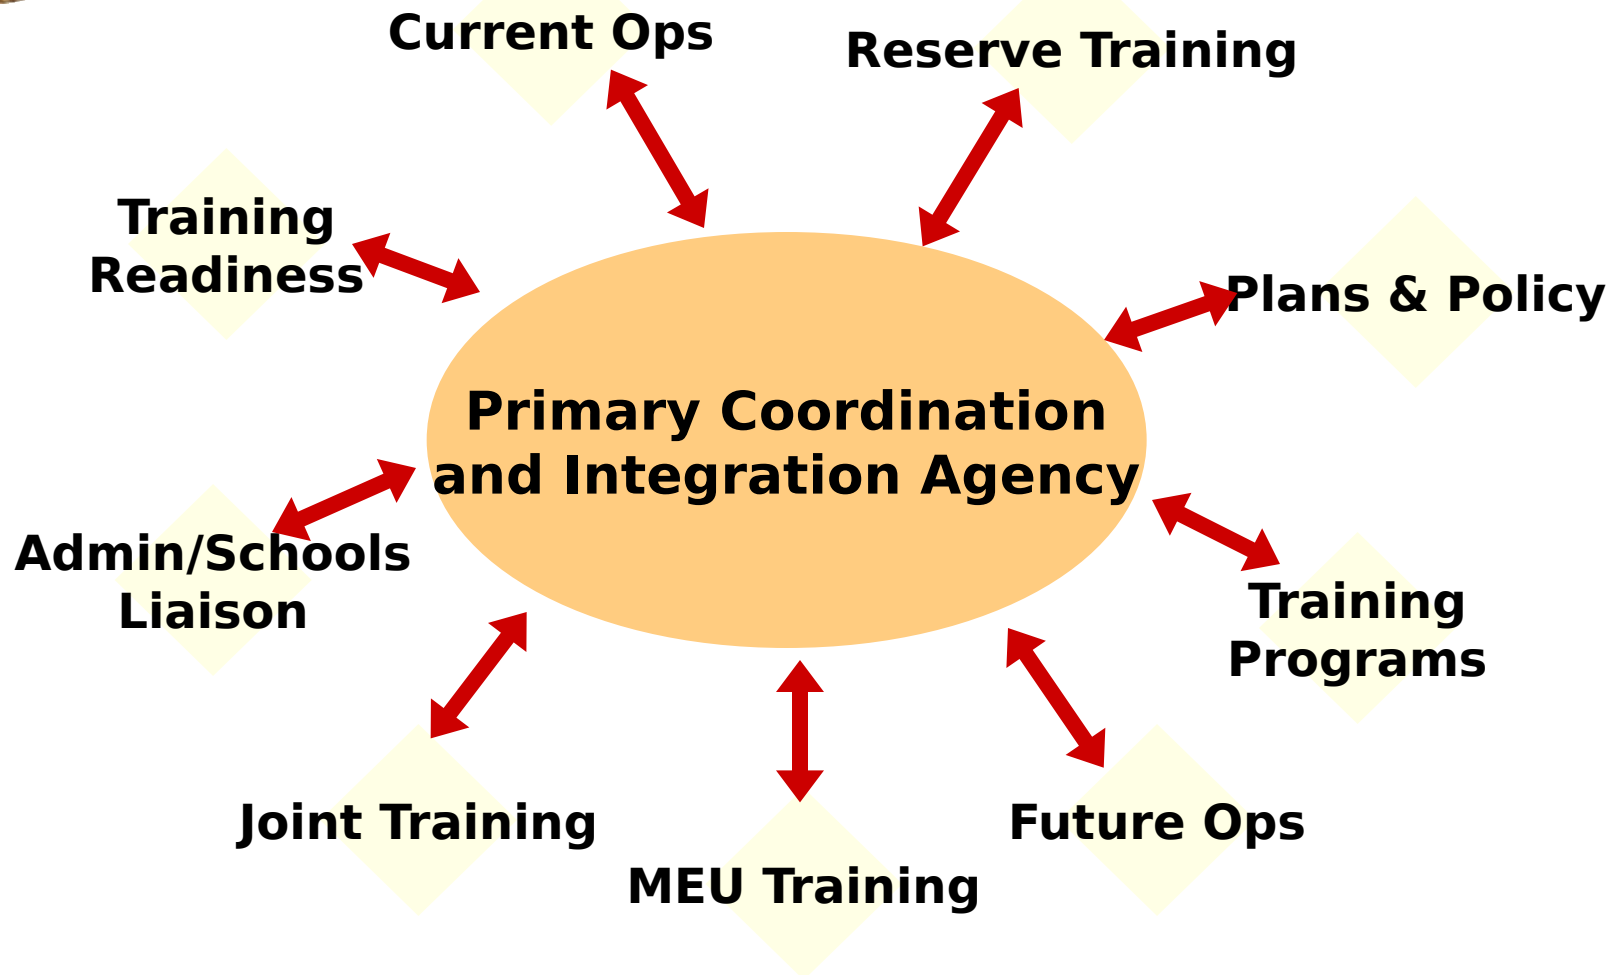 Current Ops
Reserve Training
Training
Readiness
Plans & Policy
Primary Coordination
and Integration Agency
Admin/Schools
Liaison
Training
Programs
Joint Training
Future Ops
MEU Training